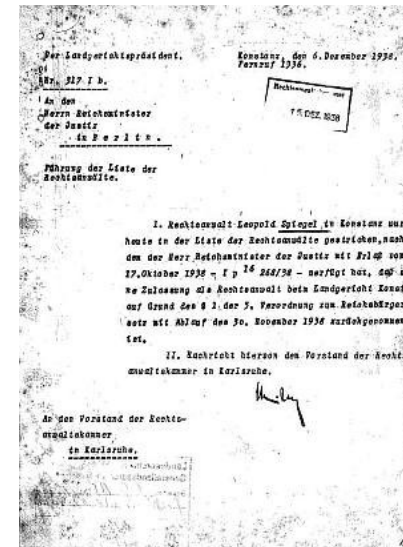 Der Landgerichtspräsident.
Konstanz, den 6.Dezember 1938.
Fernruf 1336.
Nr. 317 I b.
An den
Herrn Reichsminister
der Justiz
in Berlin.
15 DEZ. 1938
Führung der Liste der
Rechtsanwälte.
I. Rechtsanwalt Leopold Spiegel in Konstanz wur
heute in der Liste der Rechtsanwälte gestrichen, nach
dem der Herr Reichsminister der Justiz mit Erlaß vom
17.Oktober 1938 - I p 16 268/38 - verfügt hat, daß
ne Zulassung als Rechtsanwalt beim Landgericht Konst
auf Grund des § 1 der 5. Verordnung zum Reichsbürger
setz mit Ablauf des 30. November 1938 zurückgenommen
ist.
II. Nachricht hiervon dem Vorstand der Recht
anwaltskammer in Karlsruhe.
An den Vorstand der Rechts-
anwaltskammer
in Karlsruhe.